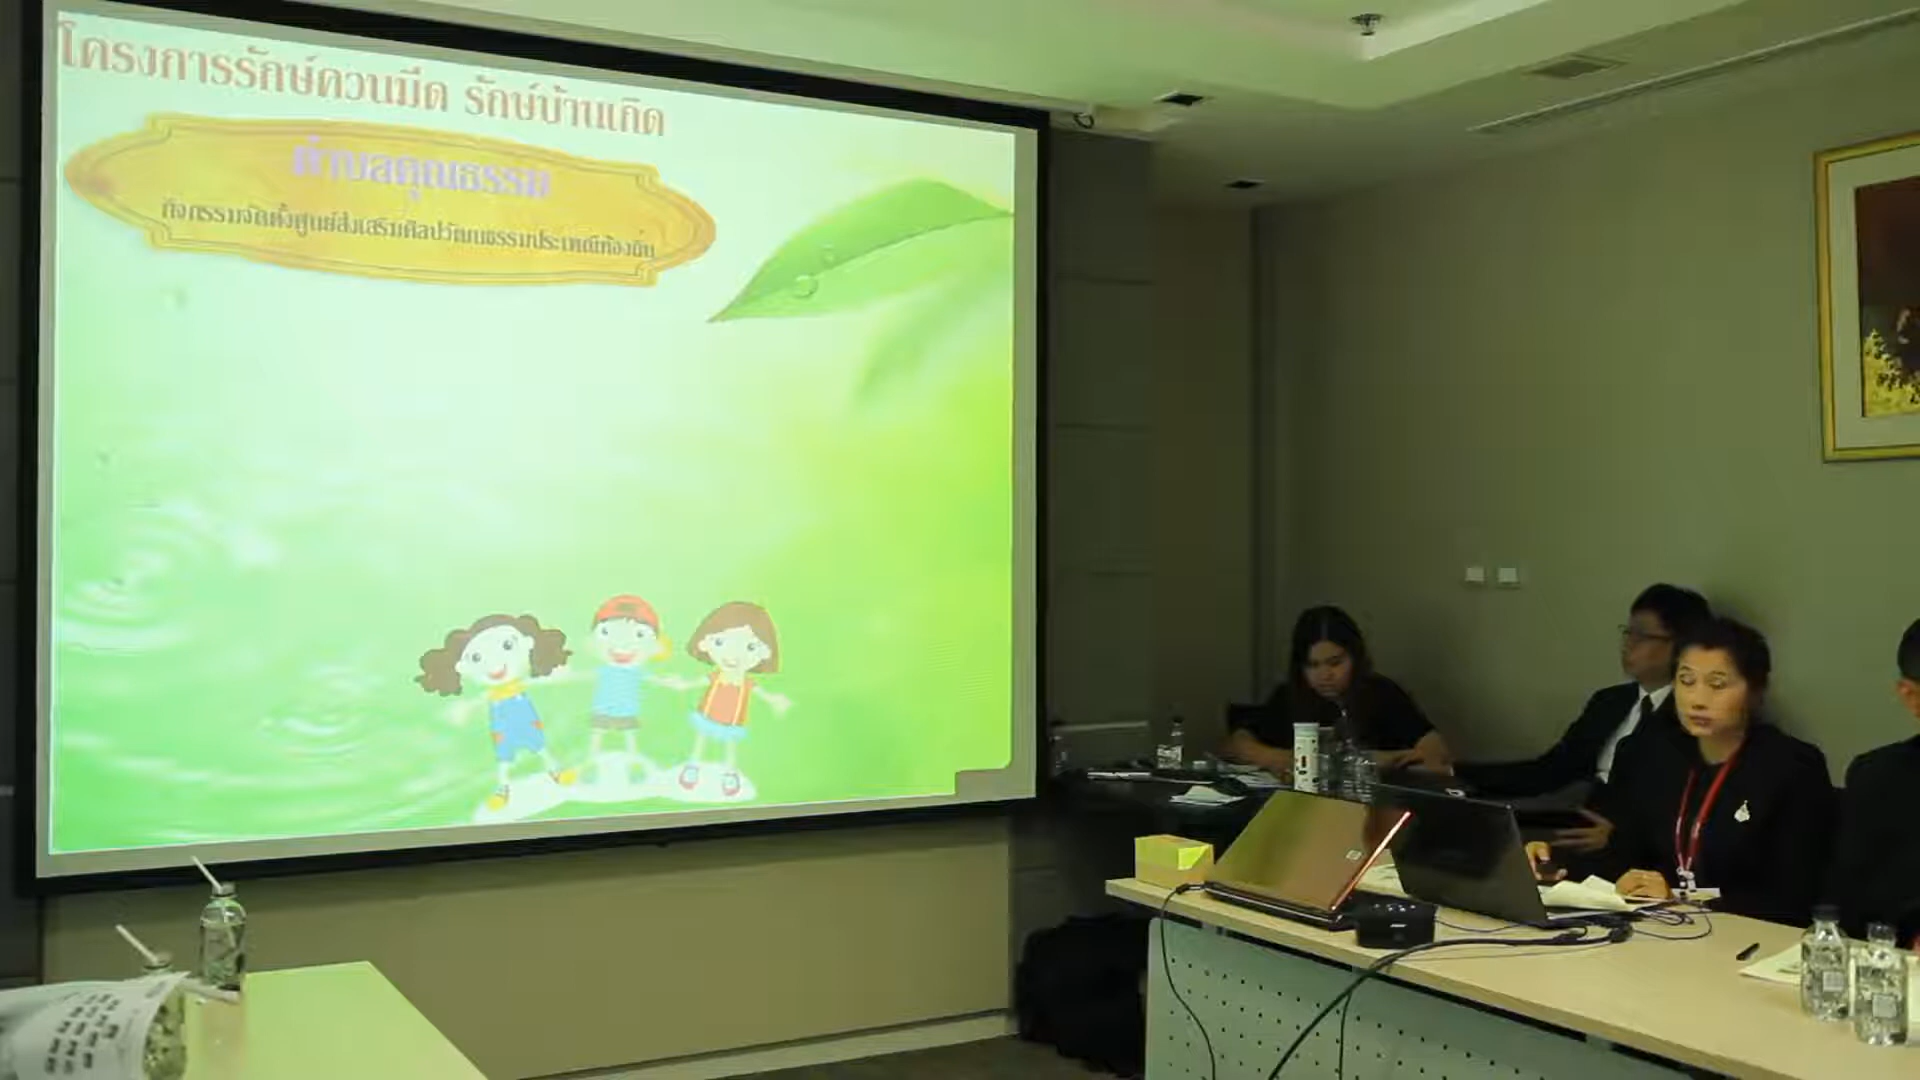 โครงการรักษ์ควนมีด รักษ์บ้านเกิด
ตำบลคุณธรรม
กิจกรรมจัดตั้งศูนย์ส่งเสริมศิลปวัฒนธรรมประเพณีท้องถิ่น